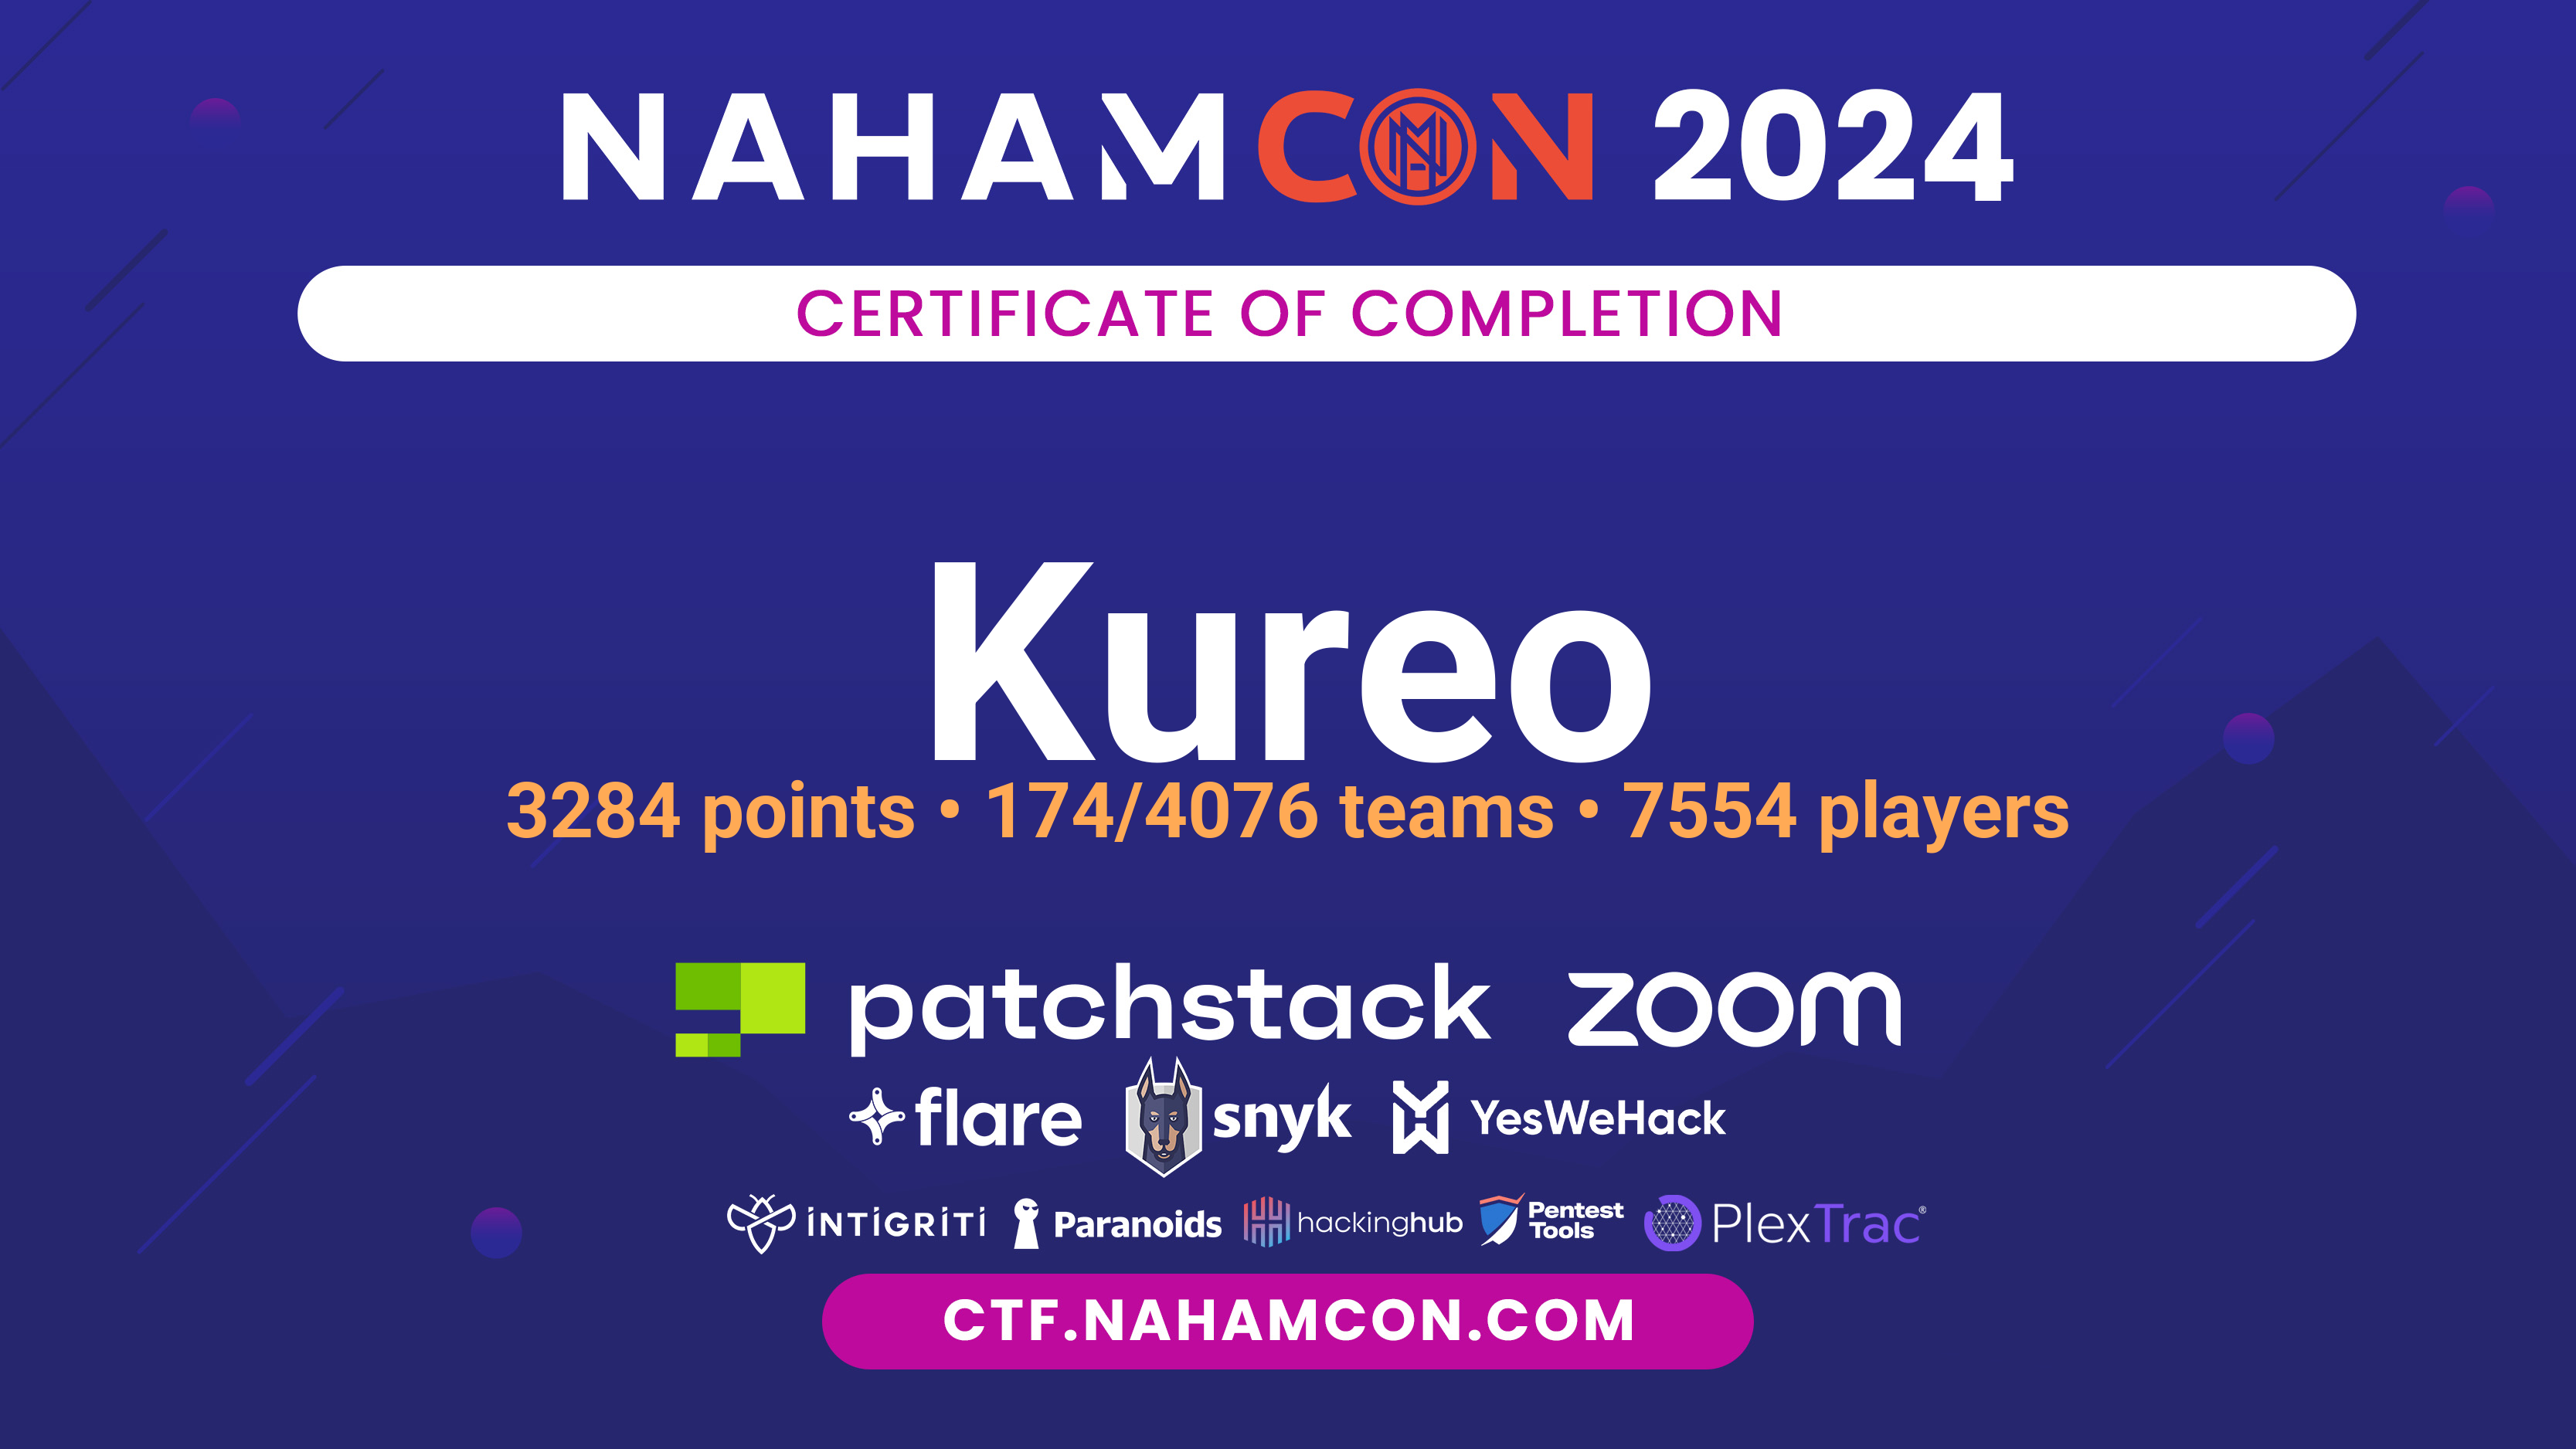 NAHAMCON 2024
CERTIFICATE OF COMPLETION
Kureo
3284 points • 174/4076 teams • 7554 players
patchstack zoom
flare snyk YesWeHack
INTIGRITI Paranoids hackinghub Pentest Tools PlexTrac®
CTF.NAHAMCON.COM